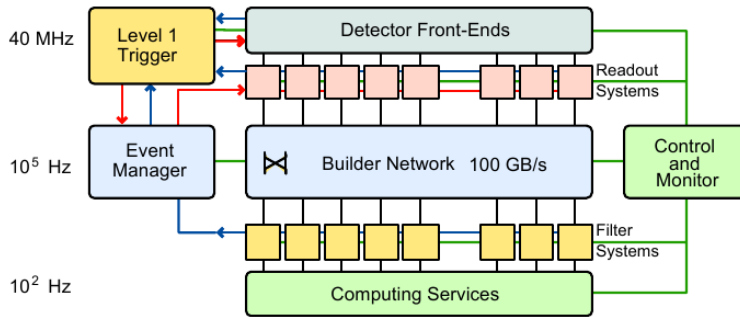 40 MHz
Level 1
Trigger
Detector Front-Ends
Readout
Systems
10⁵ Hz
Event
Manager
Builder Network 100 GB/s
Control
and
Monitor
Filter
Systems
10² Hz
Computing Services